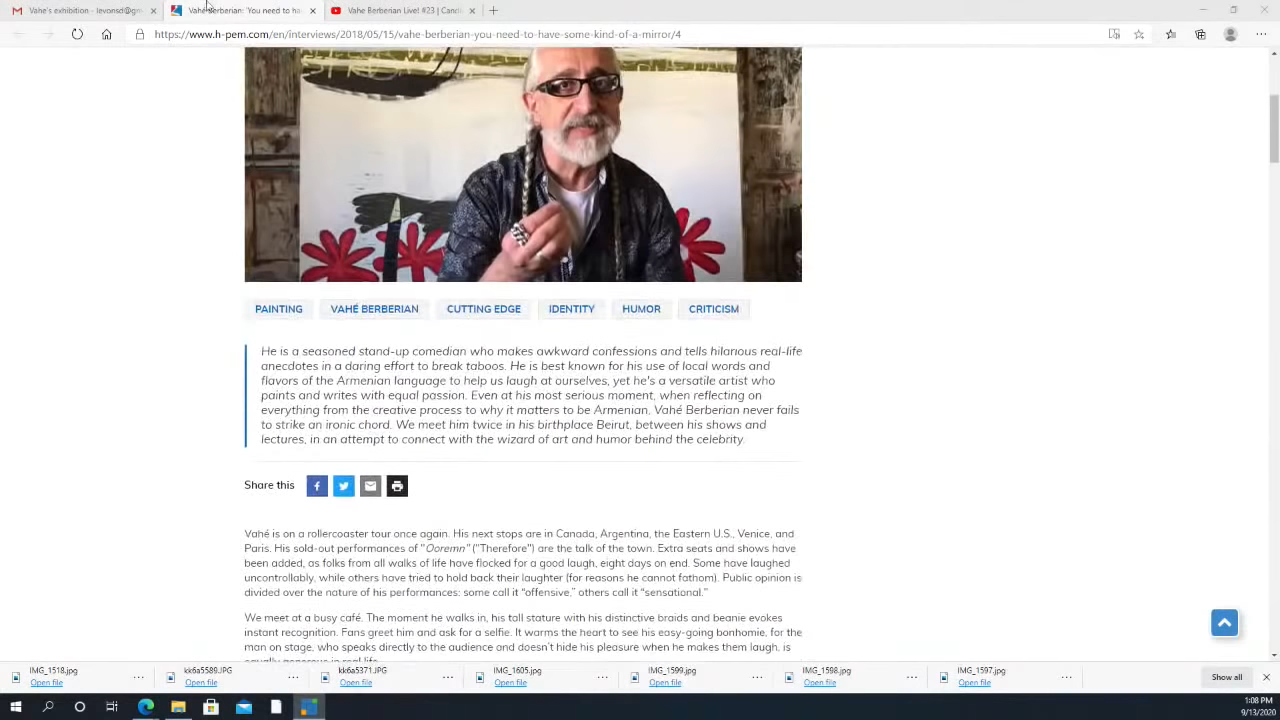 Vahe's exhibition - levonsd@gm
Vahe Berberian: You need to ha
Vahe Berberian Live! #23 | Cand
https://www.h-pem.com/en/interviews/2018/05/15/vahe-berberian-you-need-to-have-some-kind-of-a-mirror/4
PAINTING VAHÉ BERBERIAN CUTTING EDGE IDENTITY HUMOR CRITICISM
He is a seasoned stand-up comedian who makes awkward confessions and tells hilarious real-life
anecdotes in a daring effort to break taboos. He is best known for his use of local words and
flavors of the Armenian language to help us laugh at ourselves, yet he's a versatile artist who
paints and writes with equal passion. Even at his most serious moment, when reflecting on
everything from the creative process to why it matters to be Armenian, Vahé Berberian never fails
to strike an ironic chord. We meet him twice in his birthplace Beirut, between his shows and
lectures, in an attempt to connect with the wizard of art and humor behind the celebrity.
Share this
Vahé is on a rollercoaster tour once again. His next stops are in Canada, Argentina, the Eastern U.S., Venice, and
Paris. His sold-out performances of "Ooremn" ("Therefore") are the talk of the town. Extra seats and shows have
been added, as folks from all walks of life have flocked for a good laugh, eight days on end. Some have laughed
uncontrollably, while others have tried to hold back their laughter (for reasons he cannot fathom). Public opinion is
divided over the nature of his performances: some call it “offensive,” others call it “sensational.”
We meet at a busy café. The moment he walks in, his tall stature with his distinctive braids and beanie evokes
instant recognition. Fans greet him and ask for a selfie. It warms the heart to see his easy-going bonhomie, for the
man on stage, who speaks directly to the audience and doesn't hide his pleasure when he makes them laugh, is
equally generous in real life.
IMG_1518.jpg kk6a5589.JPG kk6a5371.JPG IMG_1605.jpg IMG_1599.jpg IMG_1598.jpg IMG_1597.jpg
Open file Open file Open file Open file Open file Open file Open file
Show all
1:08 PM
9/13/2020